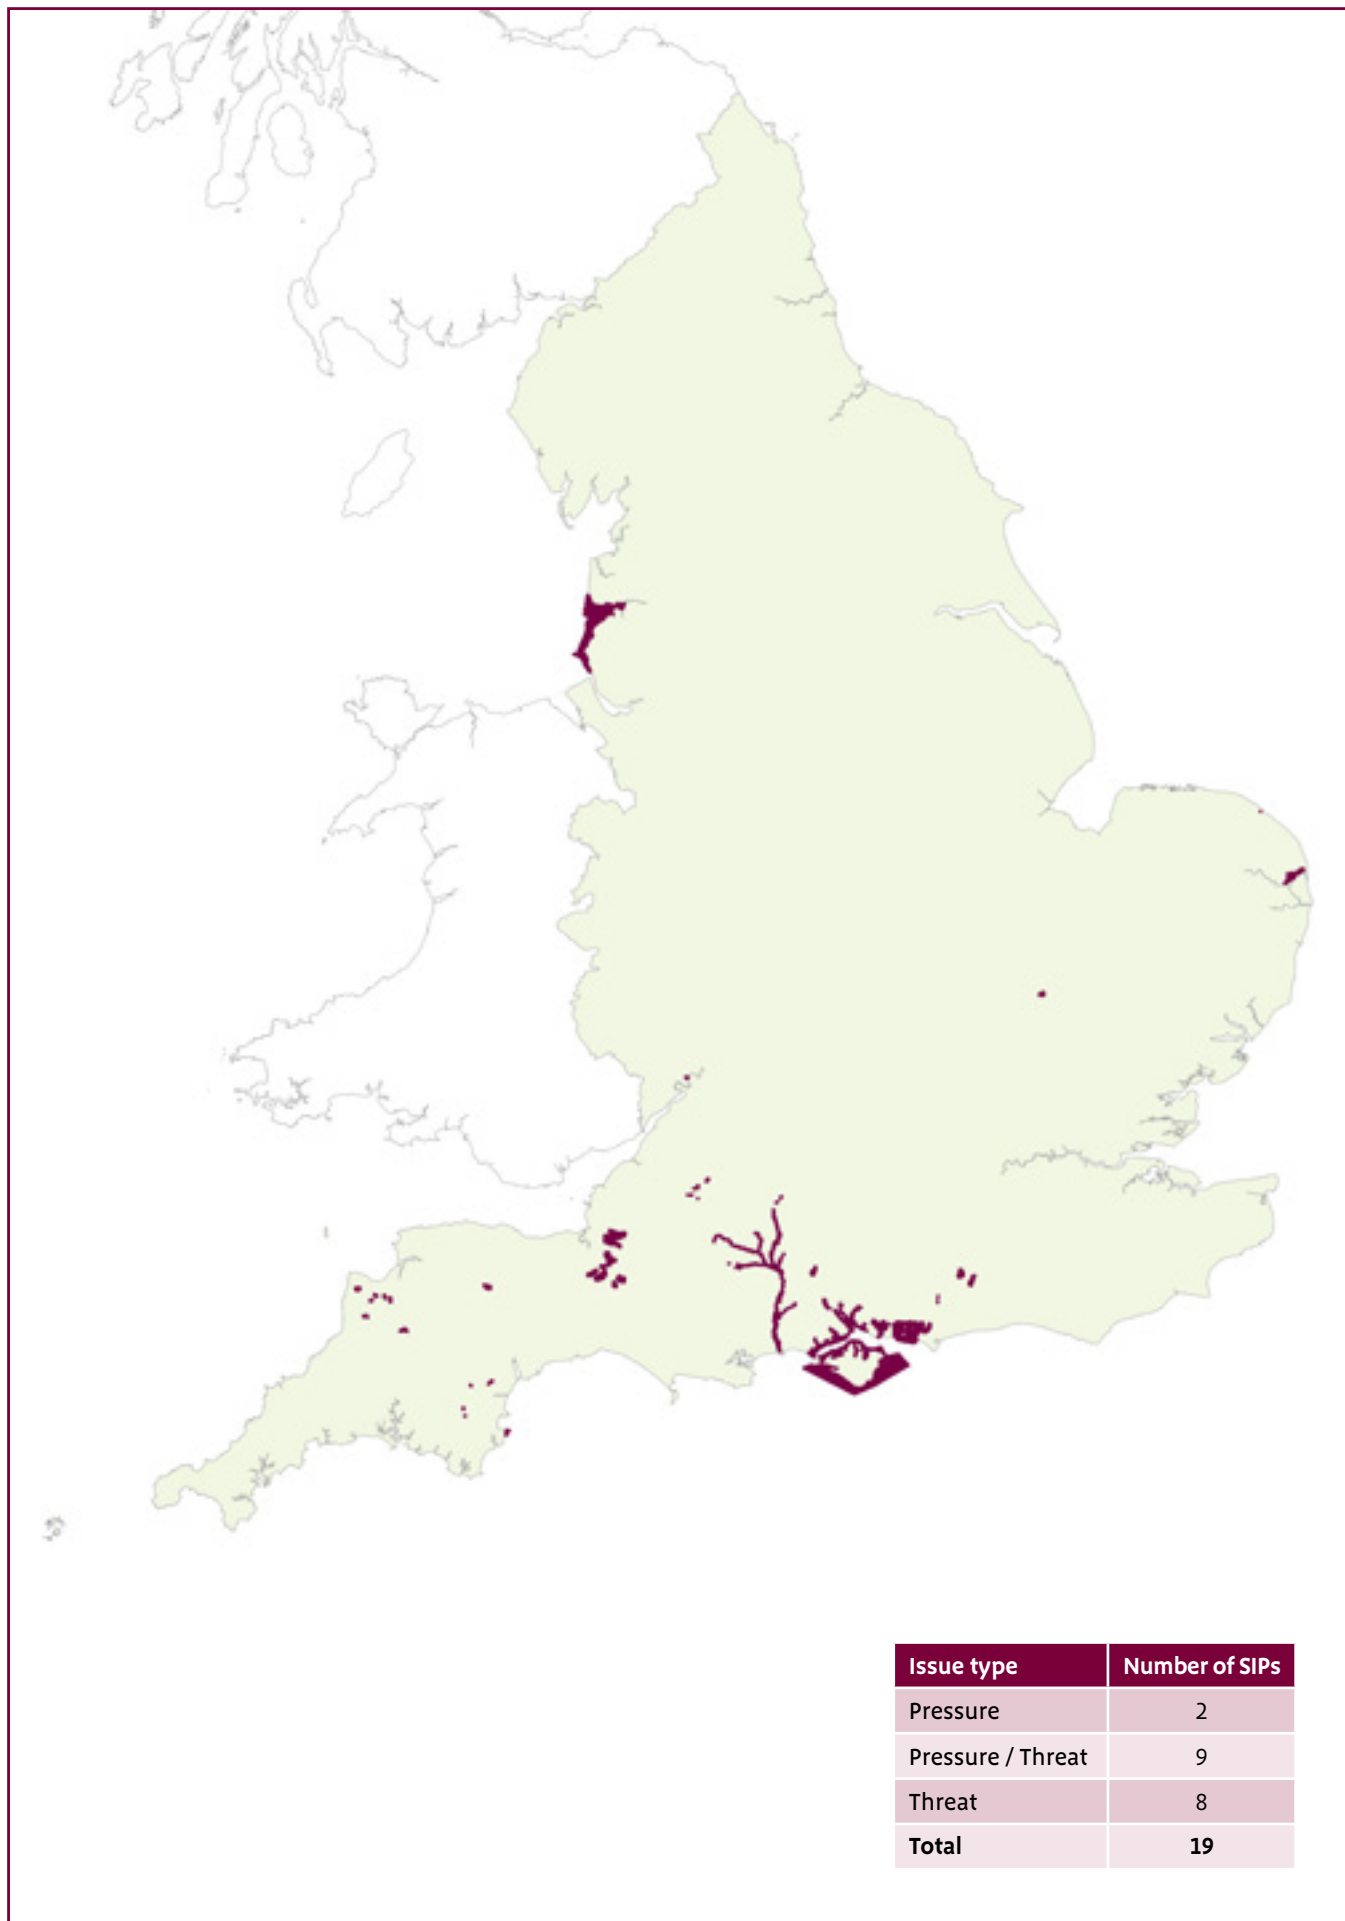 Issue type Number of SIPs
Pressure 2
Pressure / Threat 9
Threat 8
Total 19